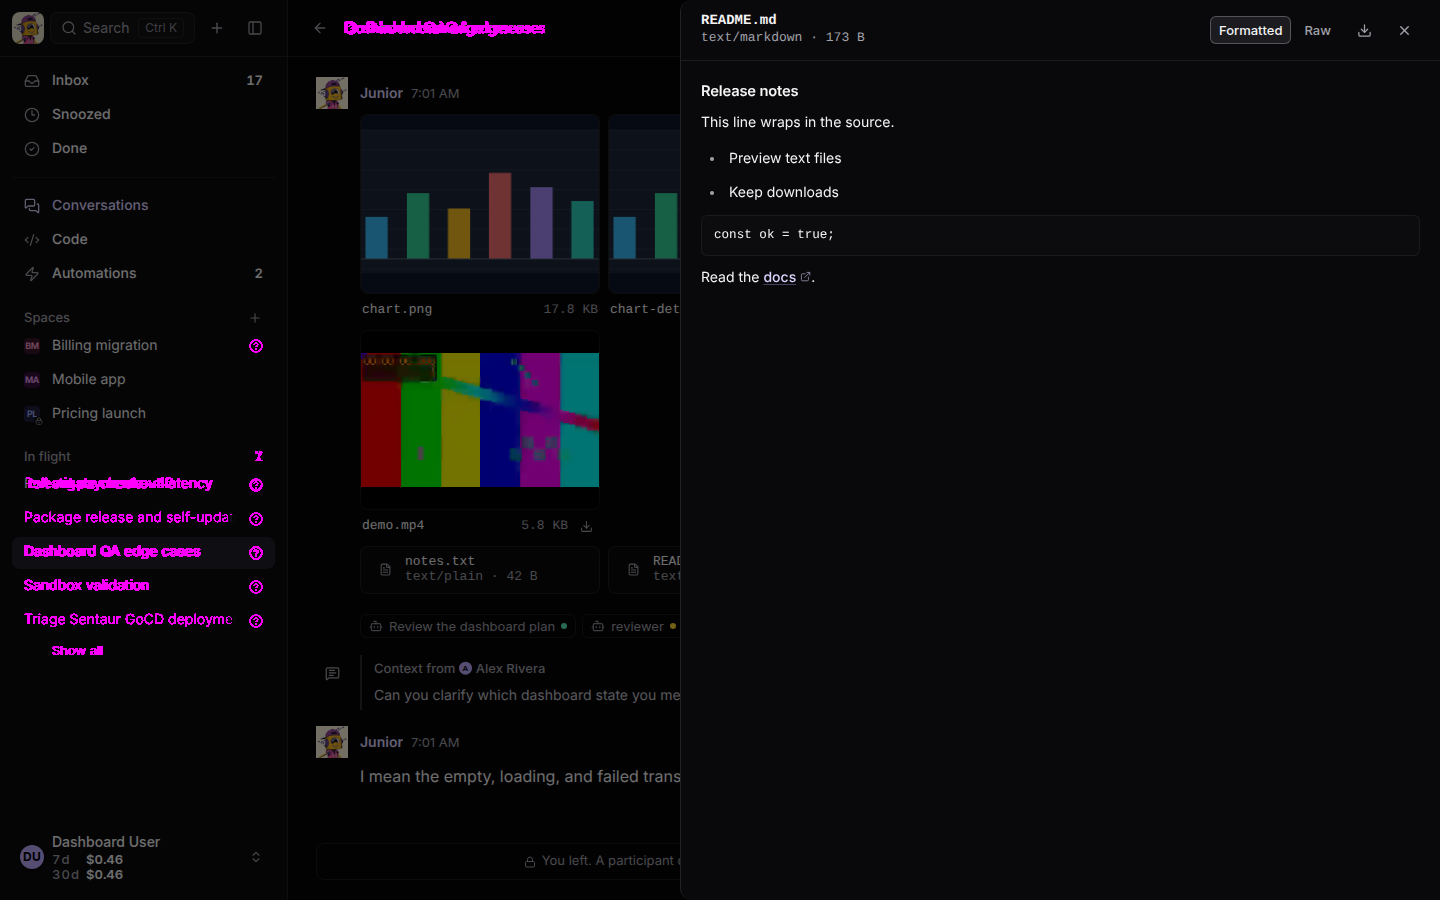 Search Ctrl K
Inbox 17
Snoozed
Done
Conversations
Code
Automations 2
Spaces
BM Billing migration
MA Mobile app
PL Pricing launch
In flight
Package release and self-updat
Dashboard QA edge cases
Sandbox validation
Triage Sentaur GoCD deployme
Show all
DU Dashboard User
7d $0.46
30d $0.46
Junior 7:01 AM
chart.png 17.8 KB chart-det
demo.mp4 5.8 KB
notes.txt
text/plain · 42 B
READ
text
Review the dashboard plan reviewer
Context from A Alex Rivera
Can you clarify which dashboard state you me
Junior 7:01 AM
I mean the empty, loading, and failed trans
You left. A participant
README.md
text/markdown · 173 B
Formatted Raw
Release notes
This line wraps in the source.
• Preview text files
• Keep downloads
const ok = true;
Read the docs.